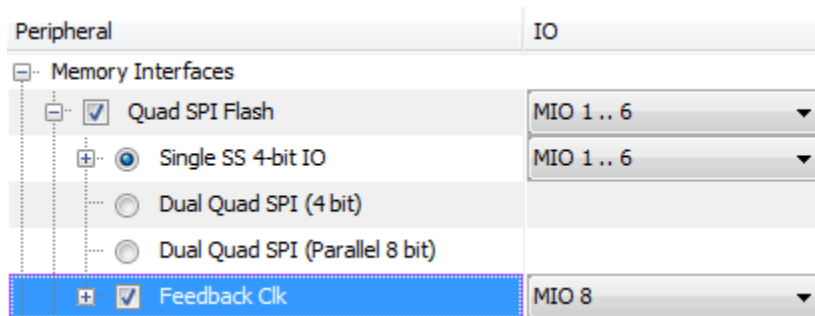 Peripheral IO
Memory Interfaces
Quad SPI Flash MIO 1 .. 6
Single SS 4-bit IO MIO 1 .. 6
Dual Quad SPI (4 bit)
Dual Quad SPI (Parallel 8 bit)
Feedback Clk MIO 8